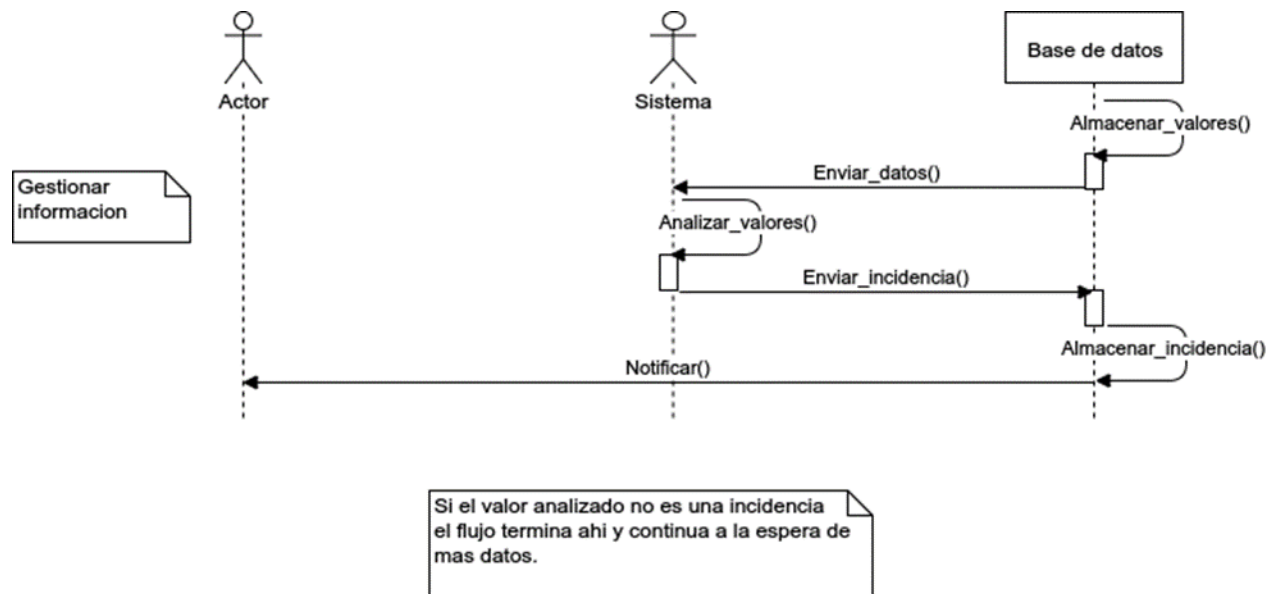 Actor
Sistema
Base de datos
Almacenar_valores()
Enviar_datos()
Gestionar
informacion
Analizar_valores()
Enviar_incidencia()
Almacenar_incidencia()
Notificar()
Si el valor analizado no es una incidencia
el flujo termina ahi y continua a la espera de
mas datos.